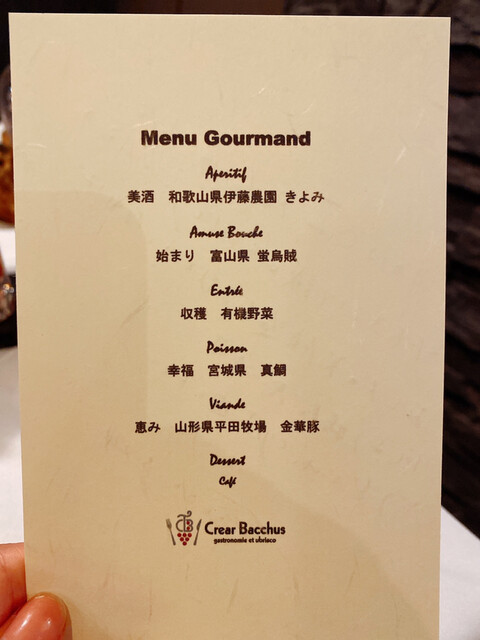 Menu Gourmand
Aperitif
美酒　和歌山県伊藤農園 きよみ
Amuse Bouche
始まり　富山県 蛍烏賊
Entrée
収穫　有機野菜
Poisson
幸福　宮城県　真鯛
Viande
恵み　山形県平田牧場　金華豚
Dessert
Café
CB
Crear Bacchus
gastronomie et ubriaco